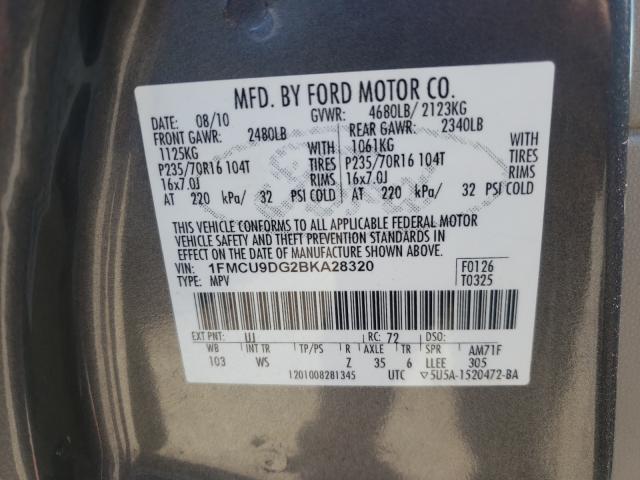 MFD. BY FORD MOTOR CO.
DATE: 08/10 GVWR: 4680LB/ 2123KG
FRONT GAWR: 2480LB REAR GAWR: 2340LB
1125KG WITH 1061KG WITH
P235/70R16 104T TIRES P235/70R16 104T TIRES
16x7.0J RIMS 16x7.0J RIMS
AT 220 kPa/ 32 PSI COLD AT 220 kPa/ 32 PSI COLD
THIS VEHICLE CONFORMS TO ALL APPLICABLE FEDERAL MOTOR
VEHICLE SAFETY AND THEFT PREVENTION STANDARDS IN
EFFECT ON THE DATE OF MANUFACTURE SHOWN ABOVE.
VIN: 1FMCU9DG2BKA28320 F0126
TYPE: MPV T0325
EXT PNT: UJ RC: 72 DSO:
WB INT TR TP/PS R AXLE TR SPR AM71F
103 WS Z 35 6 LLEE 305
1201008281345 UTC ▽5U5A-1520472-BA